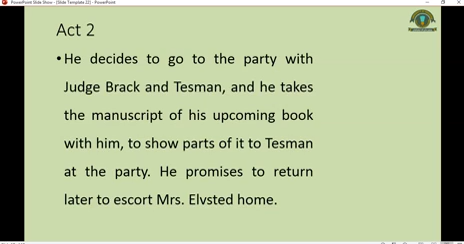 PowerPoint Slide Show - [Slide Template 22] - PowerPoint
Act 2
• He decides to go to the party with
Judge Brack and Tesman, and he takes
the manuscript of his upcoming book
with him, to show parts of it to Tesman
at the party. He promises to return
later to escort Mrs. Elvsted home.